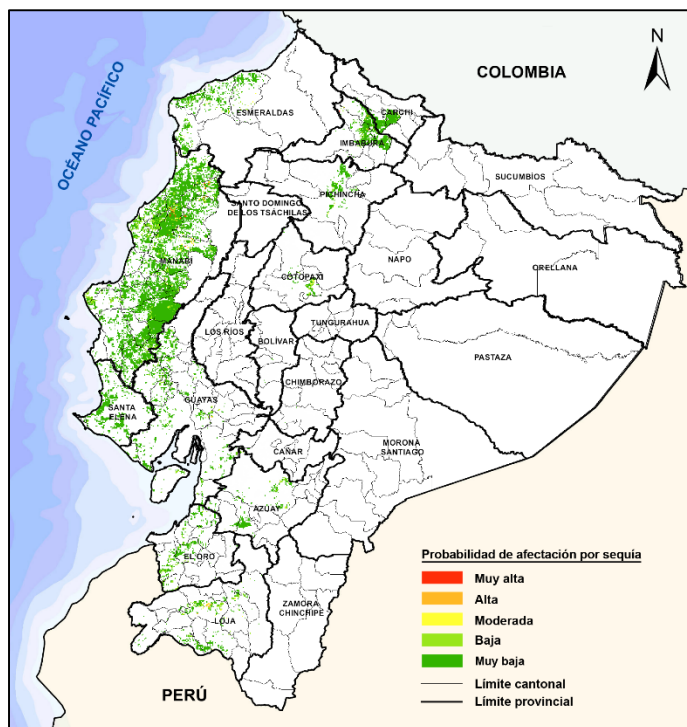 N
COLOMBIA
OCÉANO PACÍFICO
ESMERALDAS
CARCHI
IMBABURA
SUCUMBÍOS
PICHINCHA
SANTO DOMINGO
DE LOS TSÁCHILAS
MANABÍ
NAPO
ORELLANA
COTOPAXI
TUNGURAHUA
LOS RÍOS
BOLÍVAR
PASTAZA
CHIMBORAZO
GUAYAS
SANTA
ELENA
MORONA
SANTIAGO
CAÑAR
AZUAY
EL ORO
LOJA
ZAMORA
CHINCHIPE
PERÚ
Probabilidad de afectación por sequía
Muy alta
Alta
Moderada
Baja
Muy baja
Límite cantonal
Límite provincial